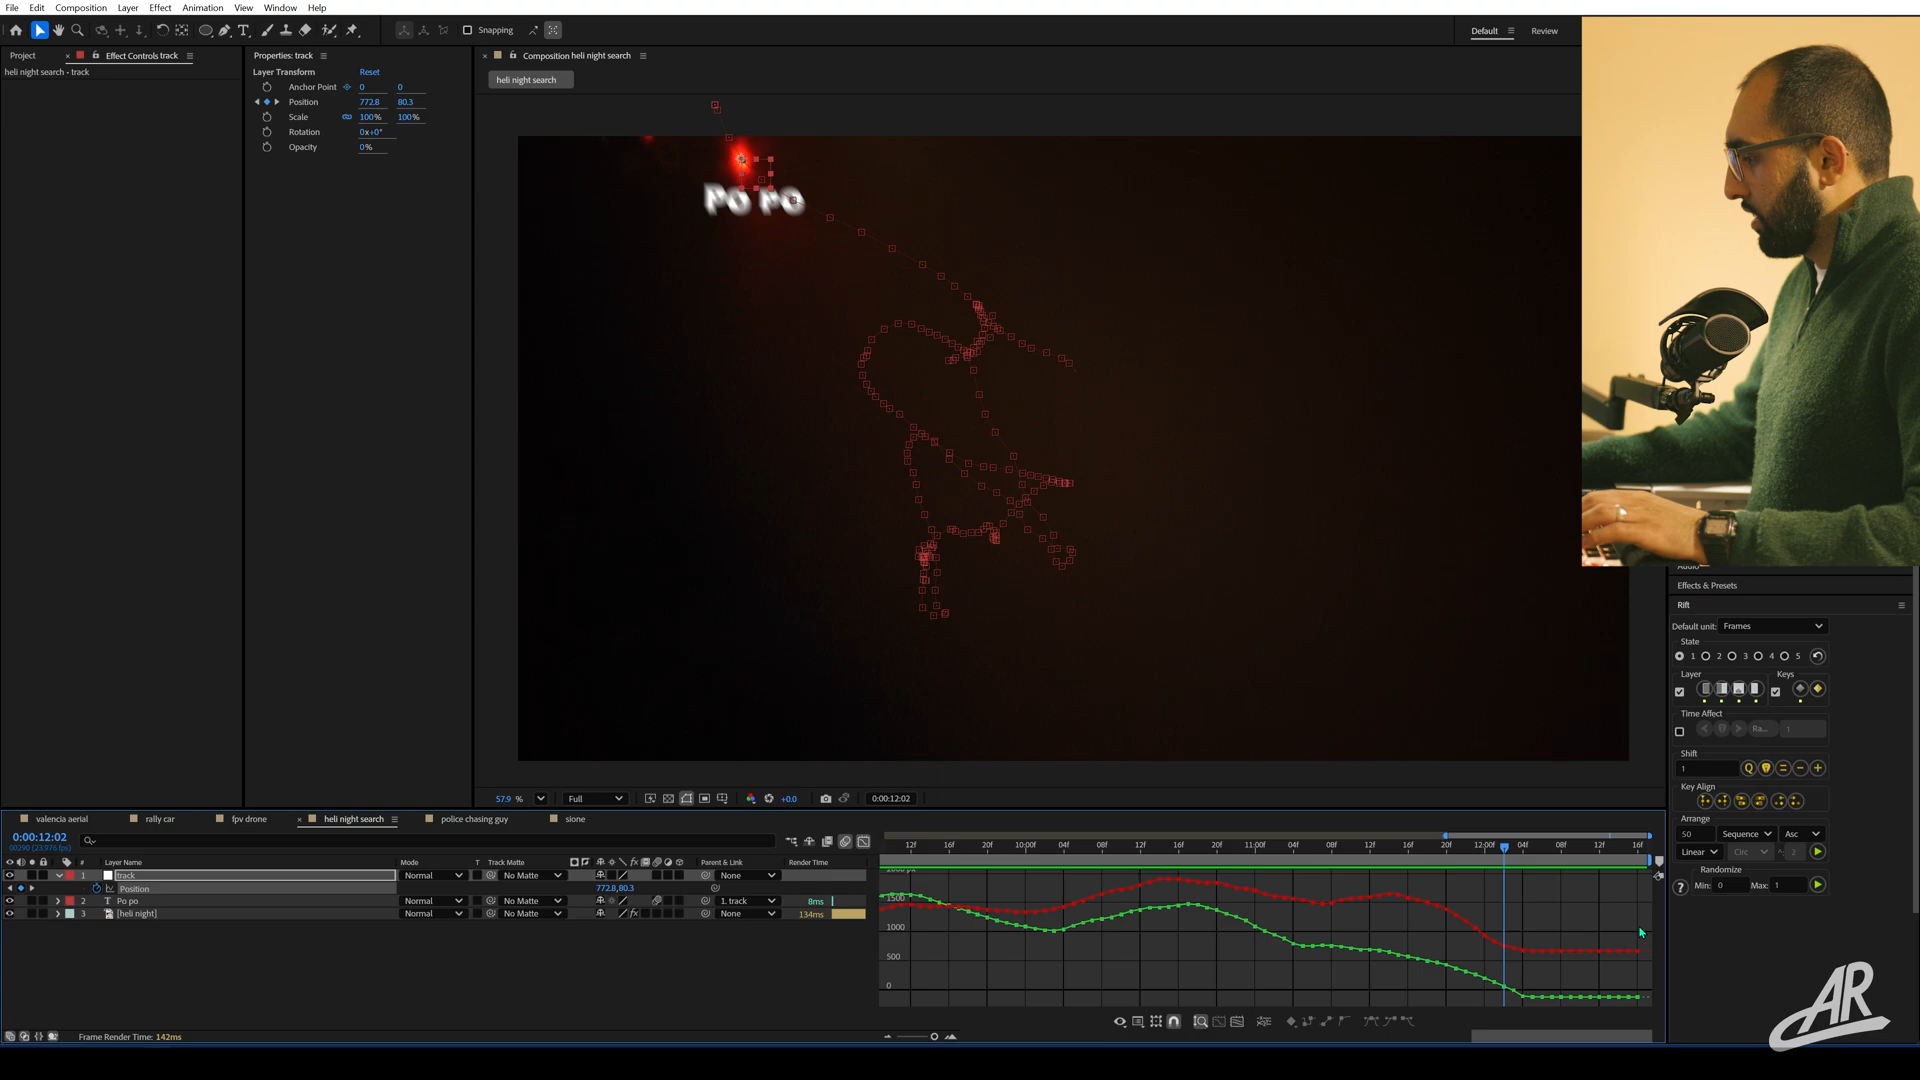 File Edit Composition Layer Effect Animation View Window Help
Snapping
Default
Review
Project
Effect Controls track
Properties: track
Composition heli night search
heli night search • track
Layer Transform Reset
heli night search
Anchor Point 0 0
Position 772.8 80.3
Scale 100% 100%
Rotation 0x+0°
Opacity 0%
PO PO
Audio
Effects & Presets
Rift
Default unit: Frames
State
1 2 3 4 5
Layer Keys
Time Affect
Ra... 1
Shift
1
Key Align
Arrange
50 Sequence Asc
Linear Circ 2
Randomize
Min: 0 Max: 1
57.9 % Full +0.0 0:00:12:02
valencia aerial rally car fpv drone heli night search police chasing guy sione
0:00:12:02
00290 (23.976 fps)
12f 16f 20f 10:00f 04f 08f 12f 16f 20f 11:00f 04f 08f 12f 16f 20f 12:00f 04f 08f 12f 16f
# Layer Name Mode T Track Matte Parent & Link Render Time
1 track Normal No Matte None
Position 772.8,80.3
2 T Po po Normal No Matte 1. track 8ms
3 [heli night] Normal No Matte None 134ms
2000 px
1500
1000
500
0
Frame Render Time: 142ms
AR